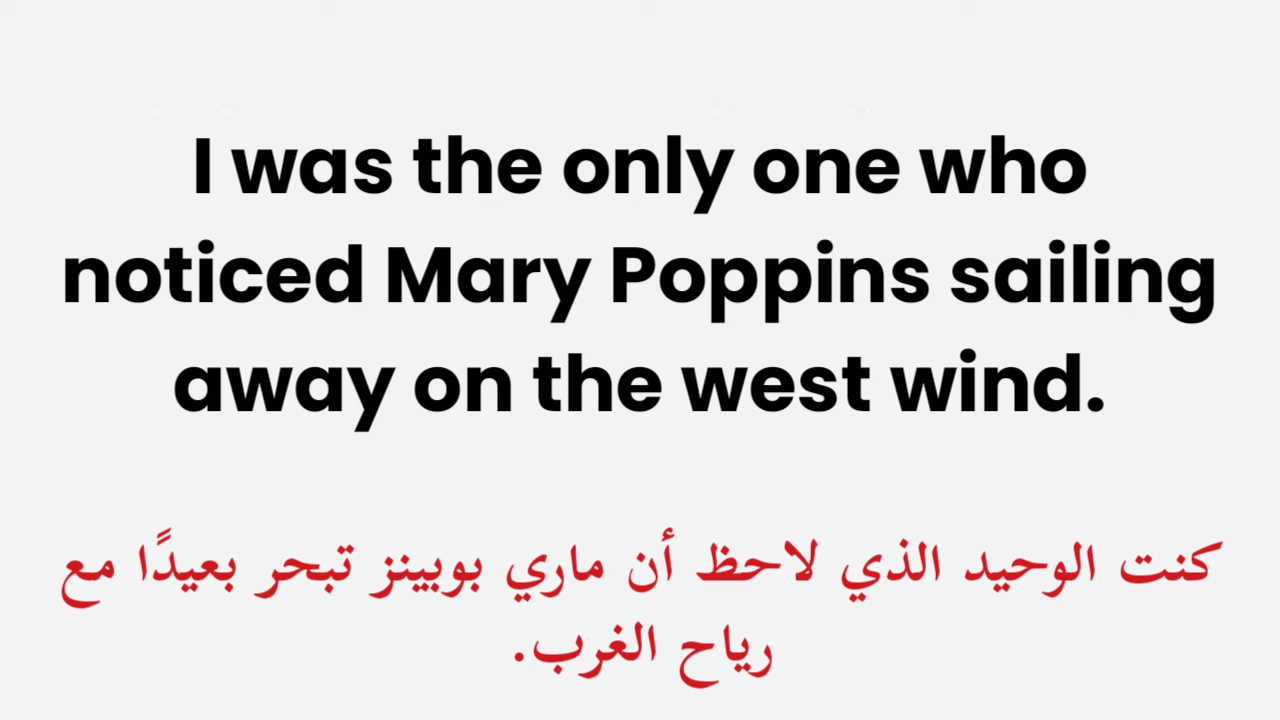 I was the only one who
noticed Mary Poppins sailing
away on the west wind.
كنت الوحيد الذي لاحظ أن ماري بوبينز تبحر بعيدًا مع
رياح الغرب.